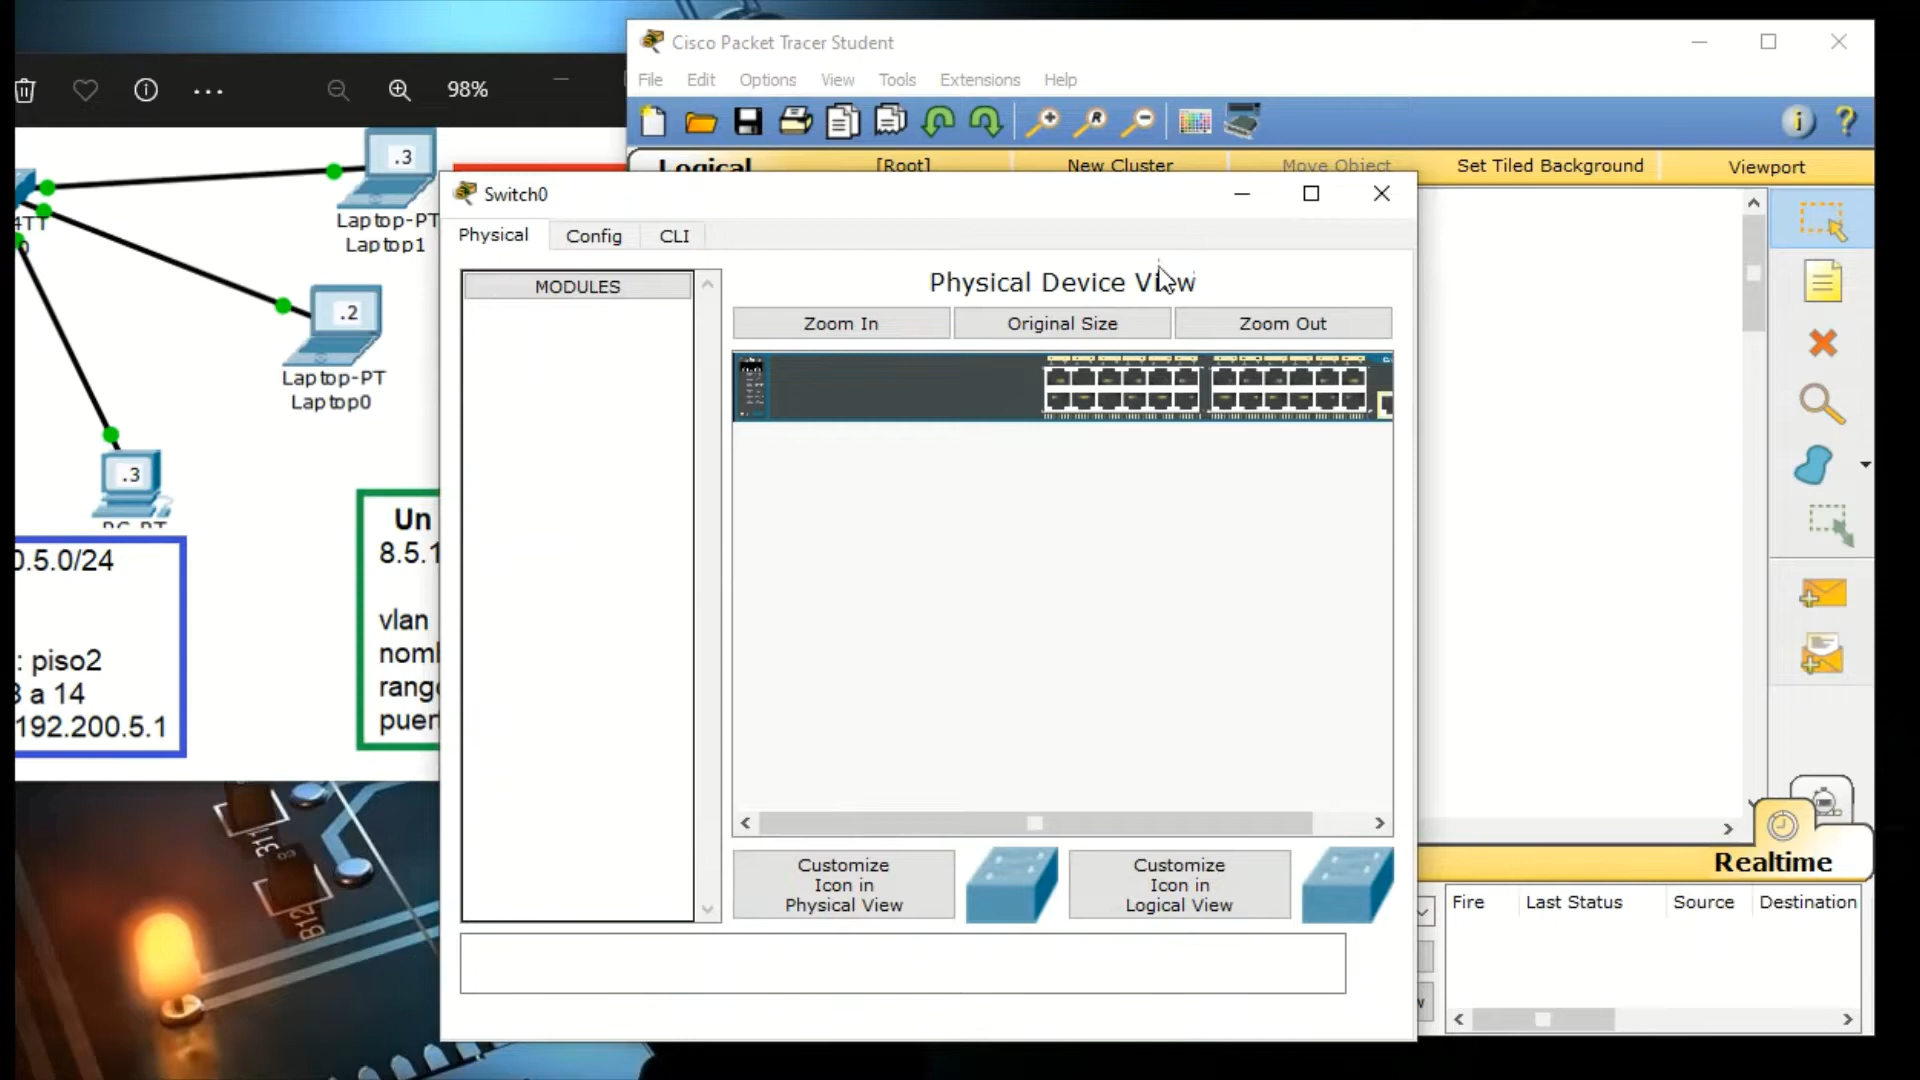 98%
.3
Laptop-PT
Laptop1
4TT
.2
Laptop-PT
Laptop0
.3
0.5.0/24
: piso2
a 14
192.200.5.1
Un
8.5.1
vlan
puer
Cisco Packet Tracer Student
File Edit Options View Tools Extensions Help
Logical [Root] New Cluster Move Object Set Tiled Background Viewport
Switch0
Physical Config CLI
MODULES
Physical Device View
Zoom In Original Size Zoom Out
Customize
Icon in
Physical View
Customize
Icon in
Logical View
Realtime
Fire Last Status Source Destination
B11
B12